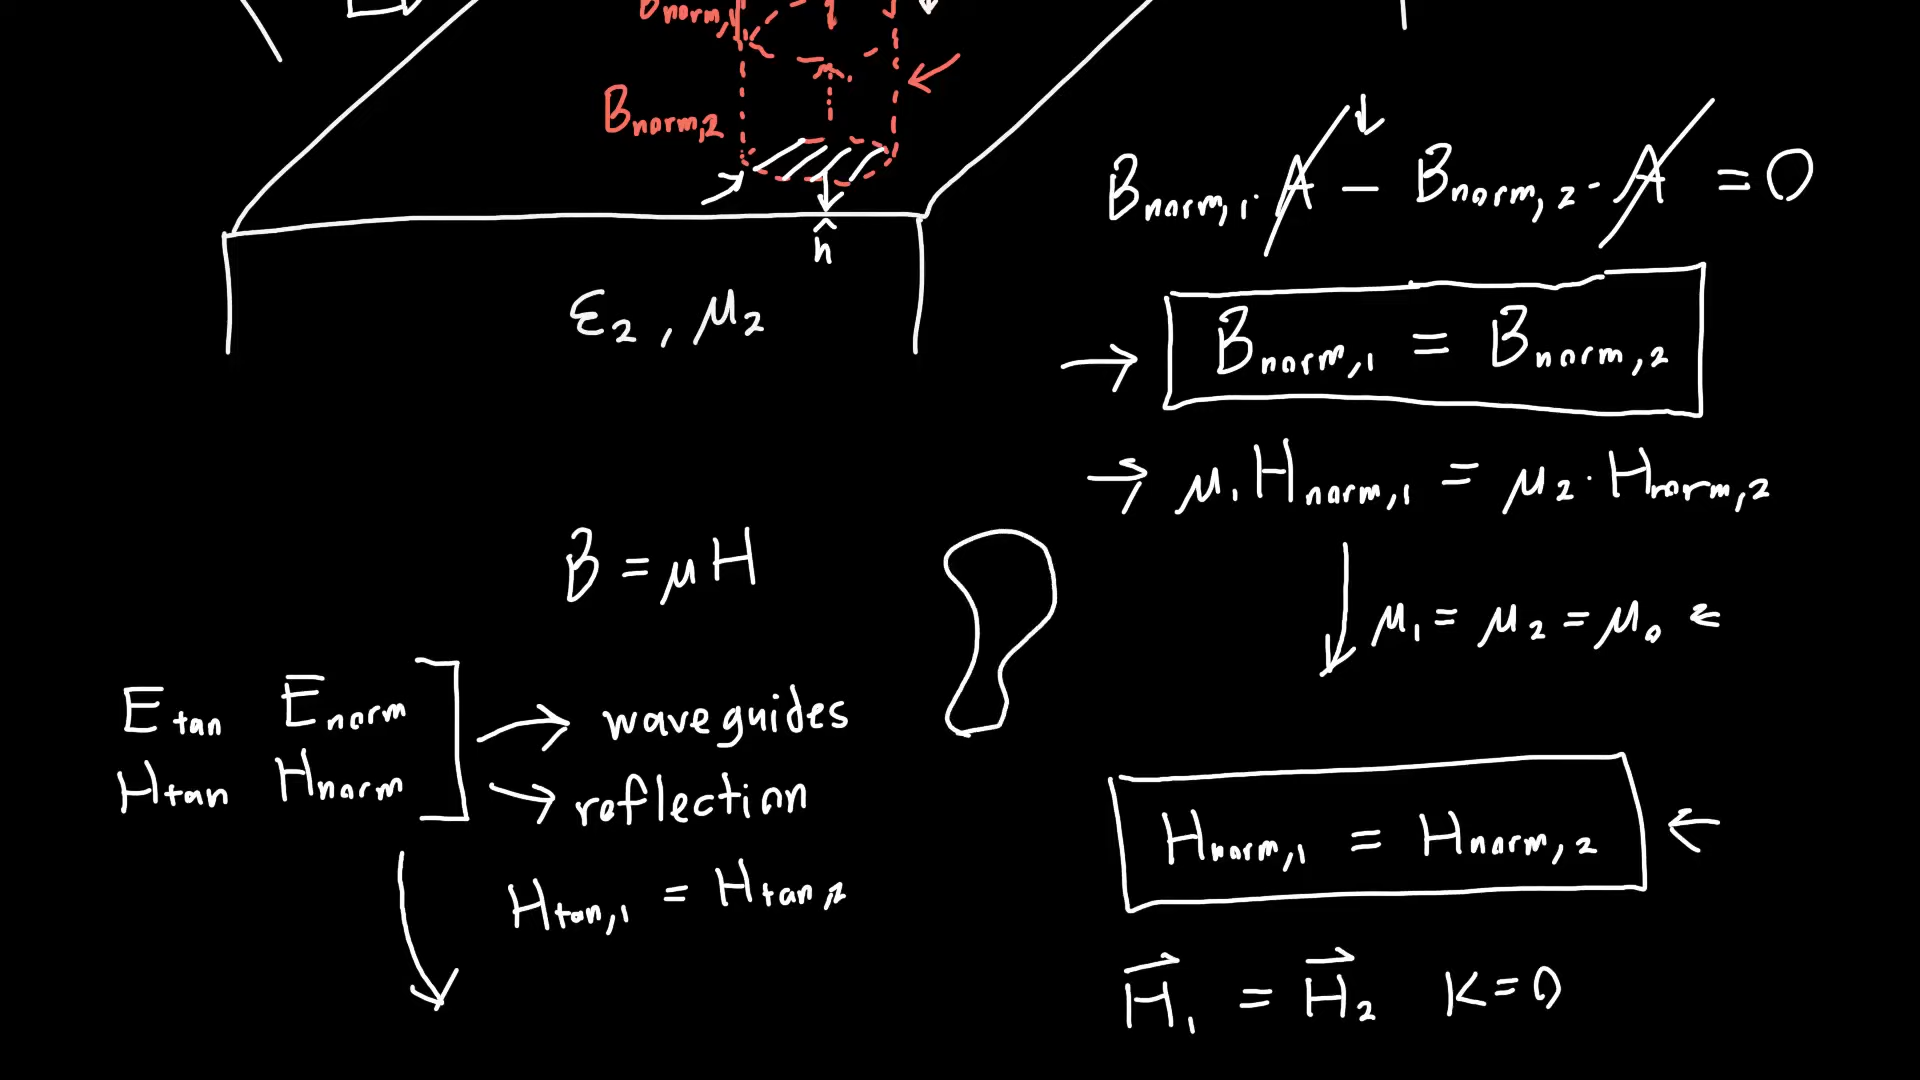 B_norm,1
B_norm,2
n̂
ε_2, μ_2
B_norm,1 · A − B_norm,2 · A = 0
B_norm,1 = B_norm,2
μ_1 H_norm,1 = μ_2 · H_norm,2
B = μH
μ_1 = μ_2 = μ_0
E_tan E_norm
H_tan H_norm
waveguides
reflection
H_tan,1 = H_tan,2
H_norm,1 = H_norm,2
H⃗_1 = H⃗_2 K=0